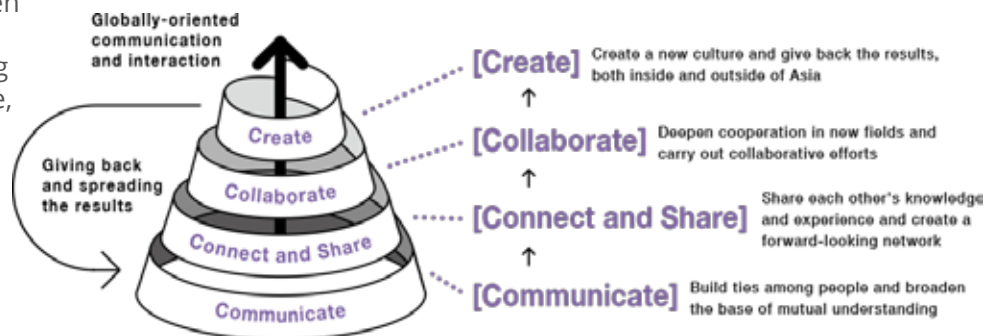 en
g
e,
Globally-oriented
communication
and interaction
Giving back
and spreading
the results
Create
Collaborate
Connect and Share
Communicate
[Create] Create a new culture and give back the results,
both inside and outside of Asia
↑
[Collaborate] Deepen cooperation in new fields and
carry out collaborative efforts
↑
[Connect and Share] Share each other's knowledge
and experience and create a
forward-looking network
↑
[Communicate] Build ties among people and broaden
the base of mutual understanding